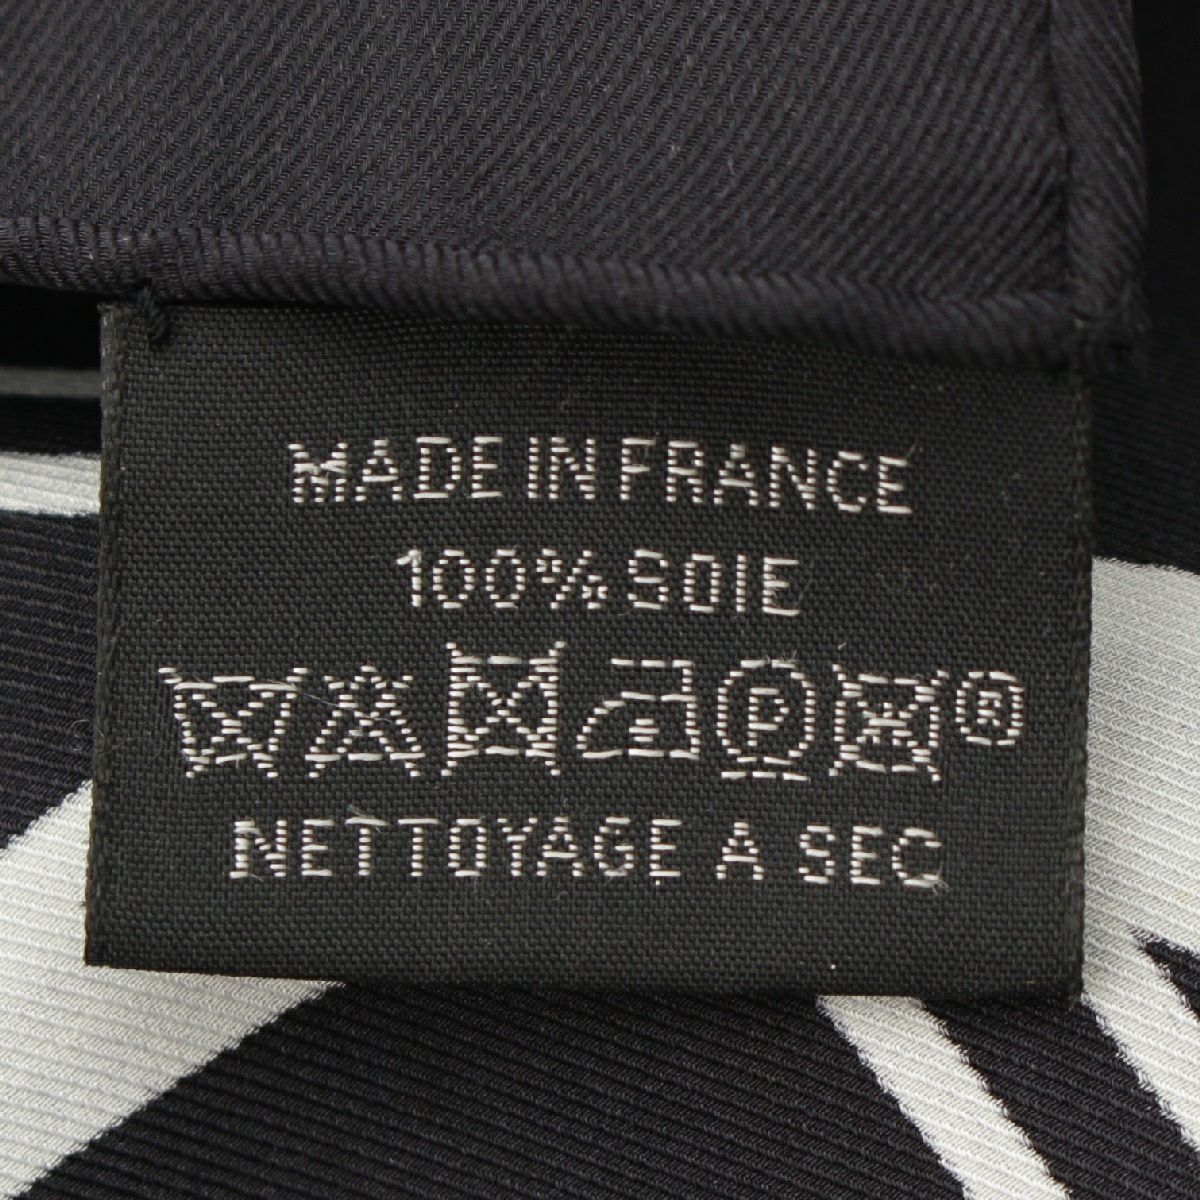 MADE IN FRANCE
100% SOIE
P ®
NETTOYAGE A SEC